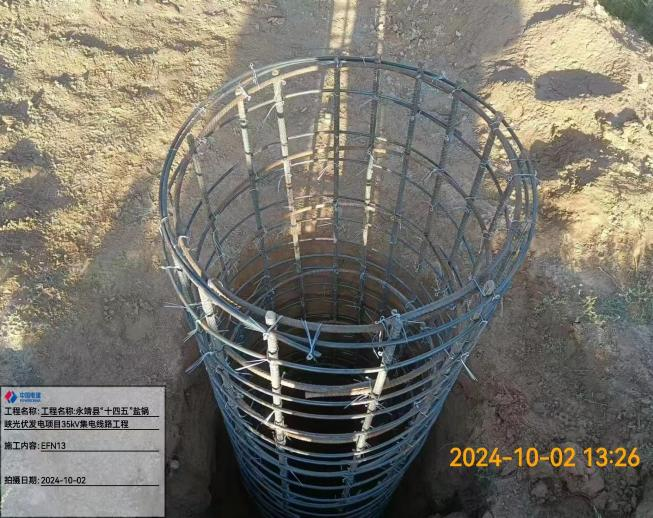 中国电建
POWERCHINA
工程名称:工程名称:永靖县“十四五”盐锅
峡光伏发电项目35kV集电线路工程
施工内容:EFN13
拍摄日期:2024-10-02
2024-10-02 13:26